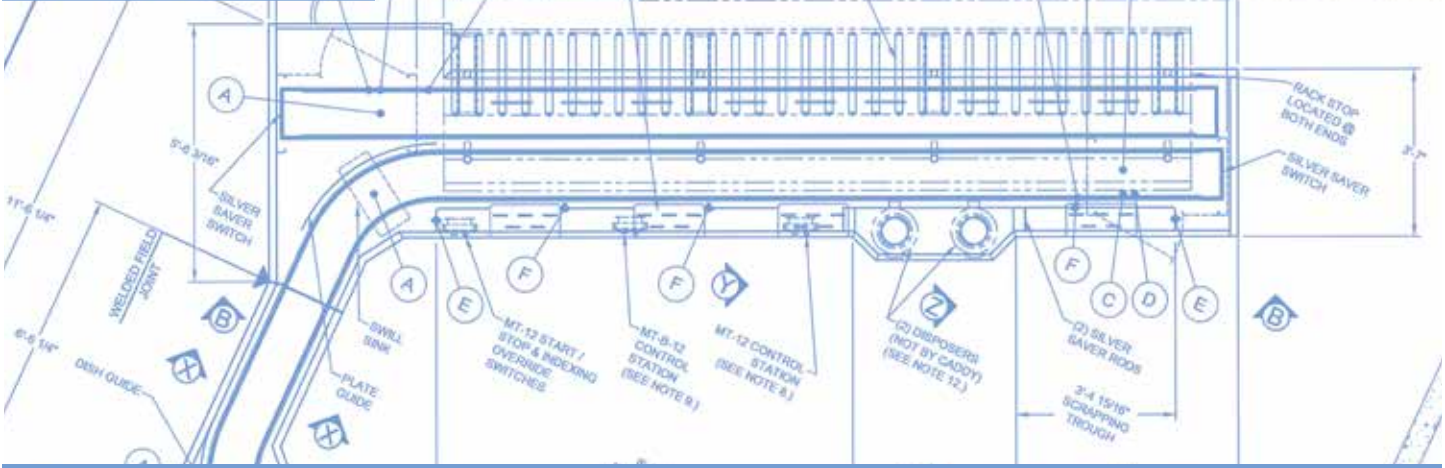 A
5'-6 3/16"
SILVER
SAVER
SWITCH
11'-6 1/4"
WELDED FIELD
JOINT
6'-6 1/4"
DISH GUIDE
B
X
X
PLATE
GUIDE
SWILL
SINK
A
E
MT-12 START /
STOP & INDEXING
OVERRIDE
SWITCHES
F
MT-B-12
CONTROL
STATION
(SEE NOTE 9.)
F
Y
MT-12 CONTROL
STATION
(SEE NOTE 8.)
Z
(2) DISPOSERS
(NOT BY CADDY)
(SEE NOTE 12.)
F
C
D
E
B
(2) SILVER
SAVER RODS
3'-4 15/16"
SCRAPPING
TROUGH
RACK STOP
LOCATED @
BOTH ENDS
SILVER SAVER
SWITCH
3'-7"